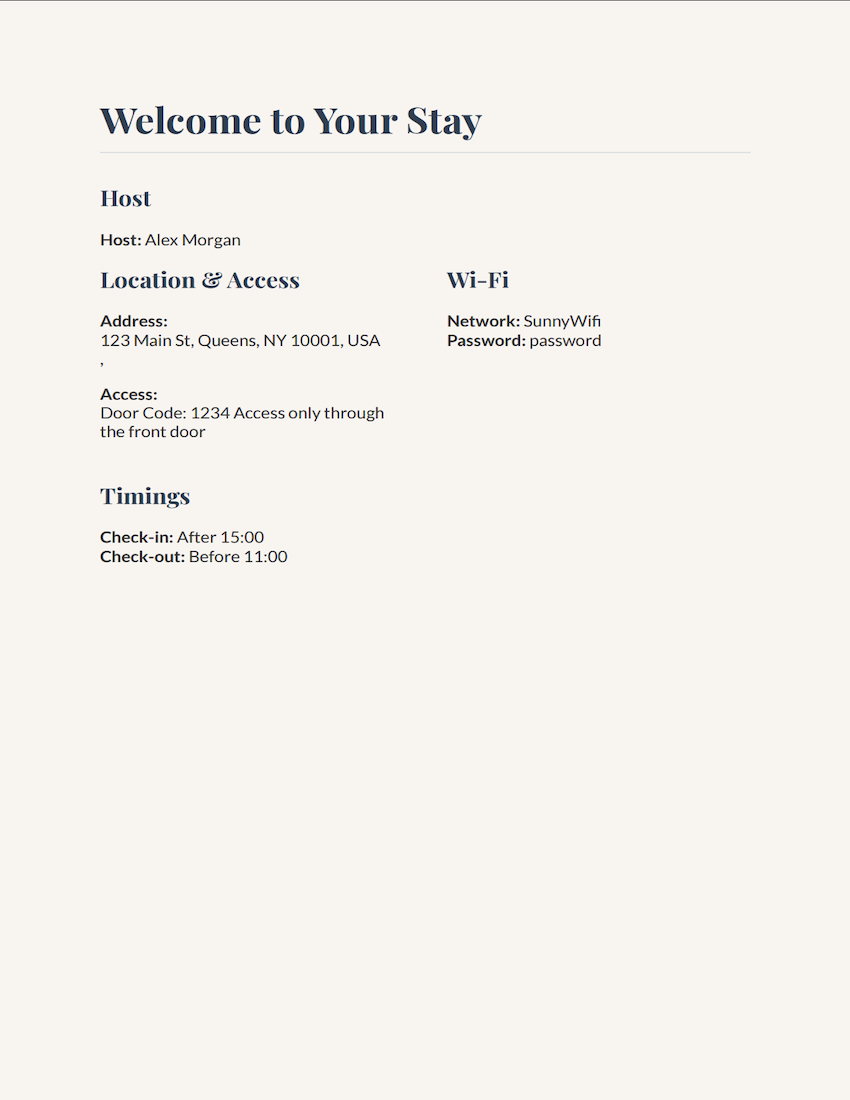 Welcome to Your Stay
Host
Host: Alex Morgan
Location & Access
Address:
123 Main St, Queens, NY 10001, USA
,
Access:
Door Code: 1234 Access only through
the front door
Wi-Fi
Network: SunnyWifi
Password: password
Timings
Check-in: After 15:00
Check-out: Before 11:00